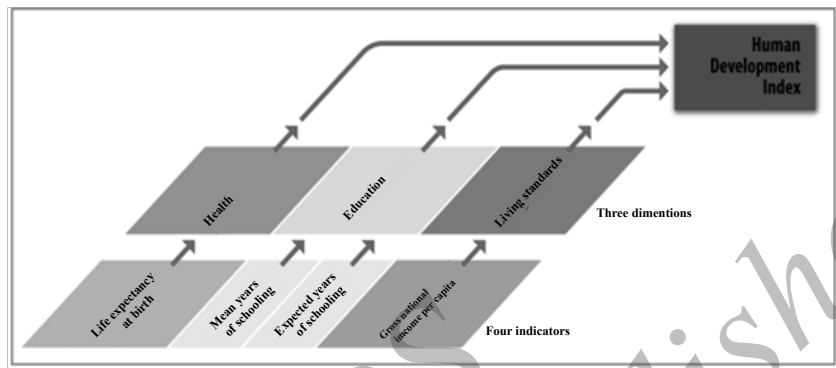 Human
Development
Index
Health
Education
Living standards
Three dimentions
Life expectancy
at birth
Mean years
of schooling
Expected years
of schooling
Gross national
imcome per capita
Four indicators